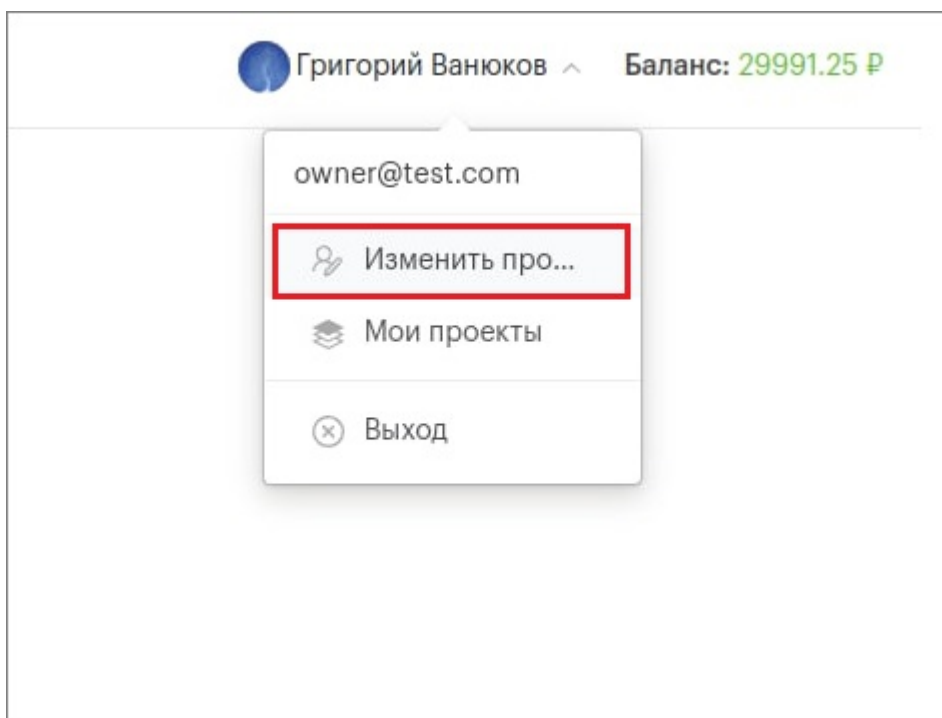 Григорий Ванюков Баланс: 29991.25 ₽
owner@test.com
Изменить про...
Мои проекты
Выход